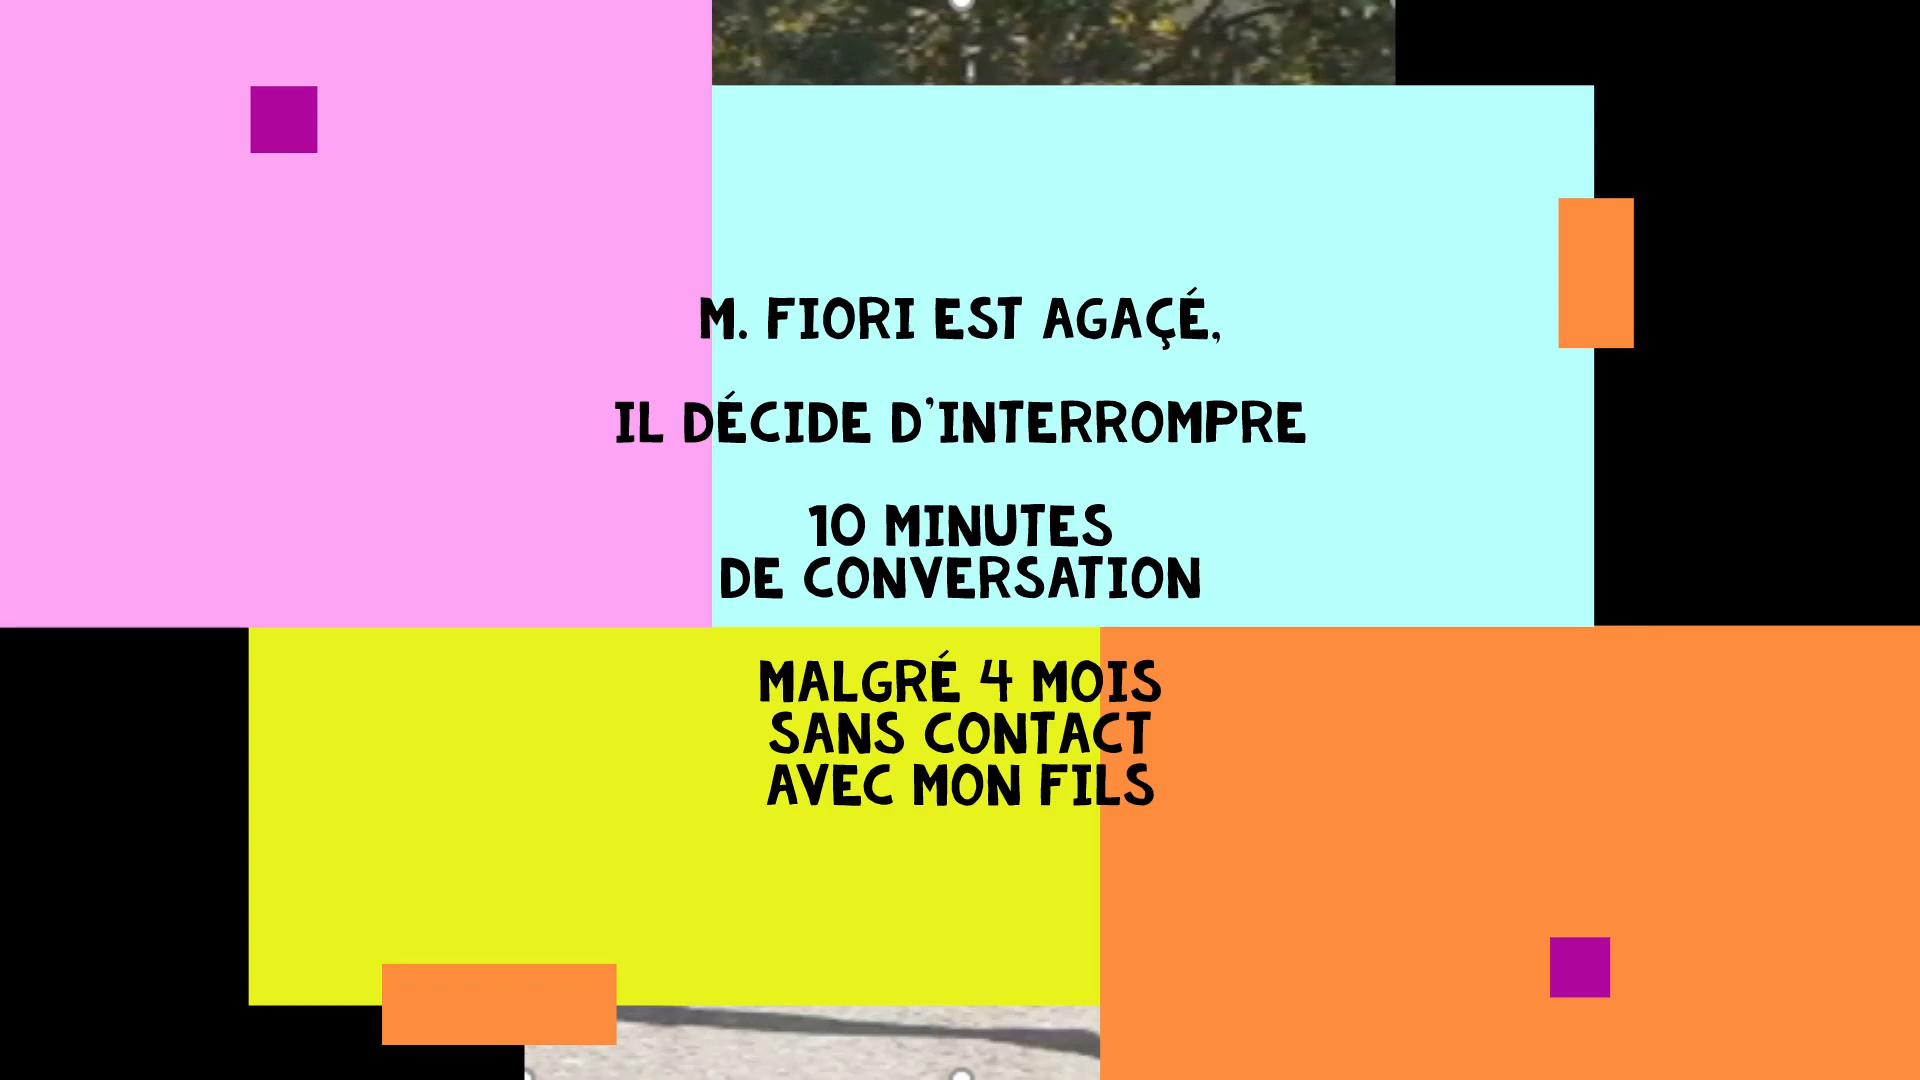 M. FIORI EST AGAÇÉ,
IL DÉCIDE D'INTERROMPRE
10 MINUTES
DE CONVERSATION
MALGRÉ 4 MOIS
SANS CONTACT
AVEC MON FILS